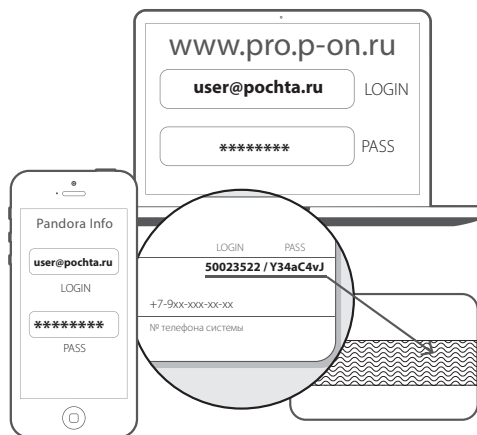 www.pro.p-on.ru
user@pochta.ru LOGIN
******** PASS
Pandora Info
user@pochta.ru
LOGIN
********
PASS
LOGIN PASS
50023522 / Y34aC4vJ
+7-9xx-xxx-xx-xx
№ телефона системы